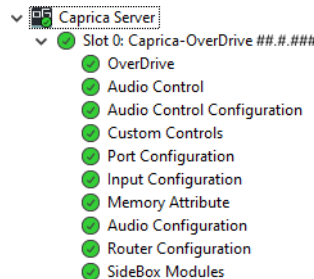 Caprica Server
Slot 0: Caprica-OverDrive ##.#.###
OverDrive
Audio Control
Audio Control Configuration
Custom Controls
Port Configuration
Input Configuration
Memory Attribute
Audio Configuration
Router Configuration
SideBox Modules